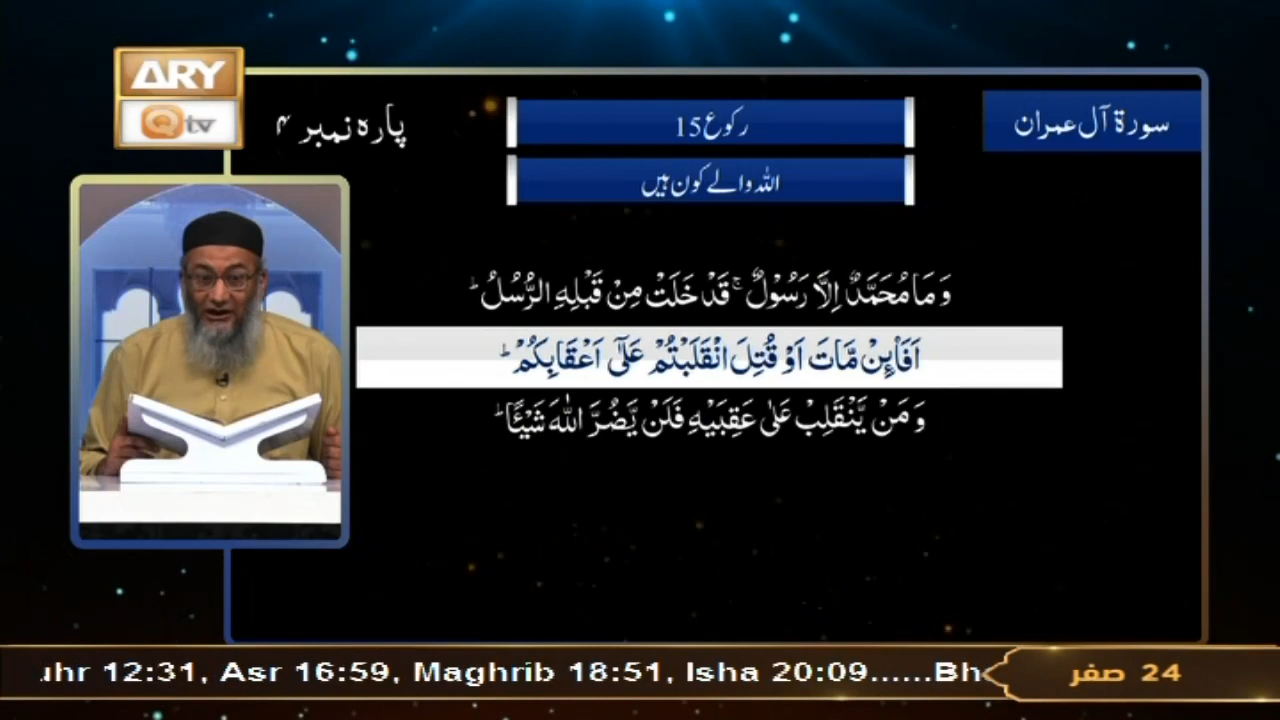 ARY
Qtv
پارہ نمبر ۴
رکوع 15
سورۃ آل عمران
اللہ والے کون ہیں
وَ مَا مُحَمَّدٌ اِلَّا رَسُوْلٌ ۚ قَدْ خَلَتْ مِنْ قَبْلِهِ الرُّسُلُ ؕ
اَفَا۠ئِنْ مَّاتَ اَوْ قُتِلَ انْقَلَبْتُمْ عَلٰۤى اَعْقَابِكُمْ ؕ
وَ مَنْ یَّنْقَلِبْ عَلٰى عَقِبَیْهِ فَلَنْ یَّضُرَّ اللّٰهَ شَیْـًٔا ؕ
12:31, Asr 16:59, Maghrib 18:51, Isha 20:09......Bh
24 صفر